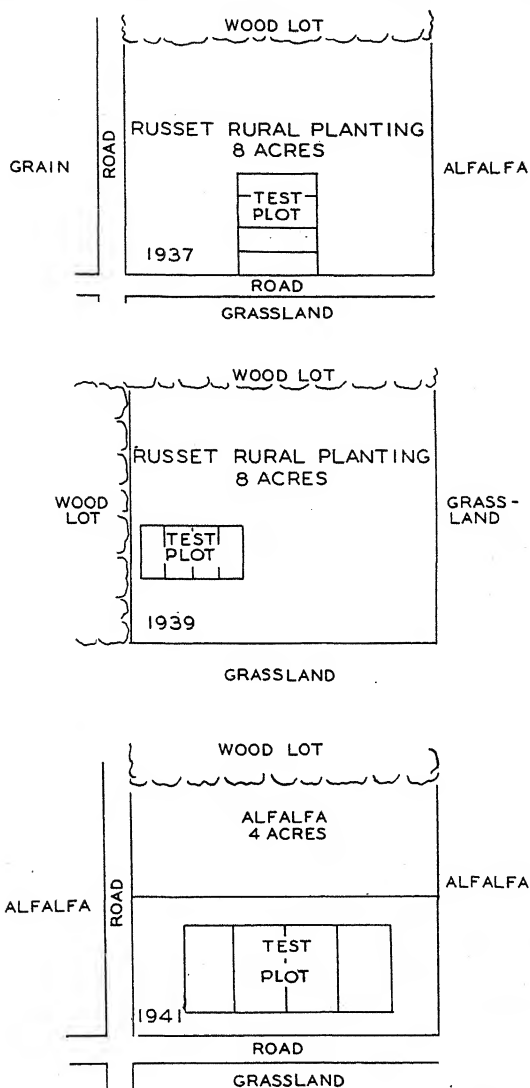 WOOD LOT
RUSSET RURAL PLANTING
8 ACRES
GRAIN
ROAD
ALFALFA
TEST
PLOT
1937
ROAD
GRASSLAND
WOOD LOT
RUSSET RURAL PLANTING
8 ACRES
WOOD
LOT
GRASS-
LAND
TEST
PLOT
1939
GRASSLAND
WOOD LOT
ALFALFA
4 ACRES
ALFALFA
ROAD
ALFALFA
TEST
PLOT
1941
ROAD
GRASSLAND